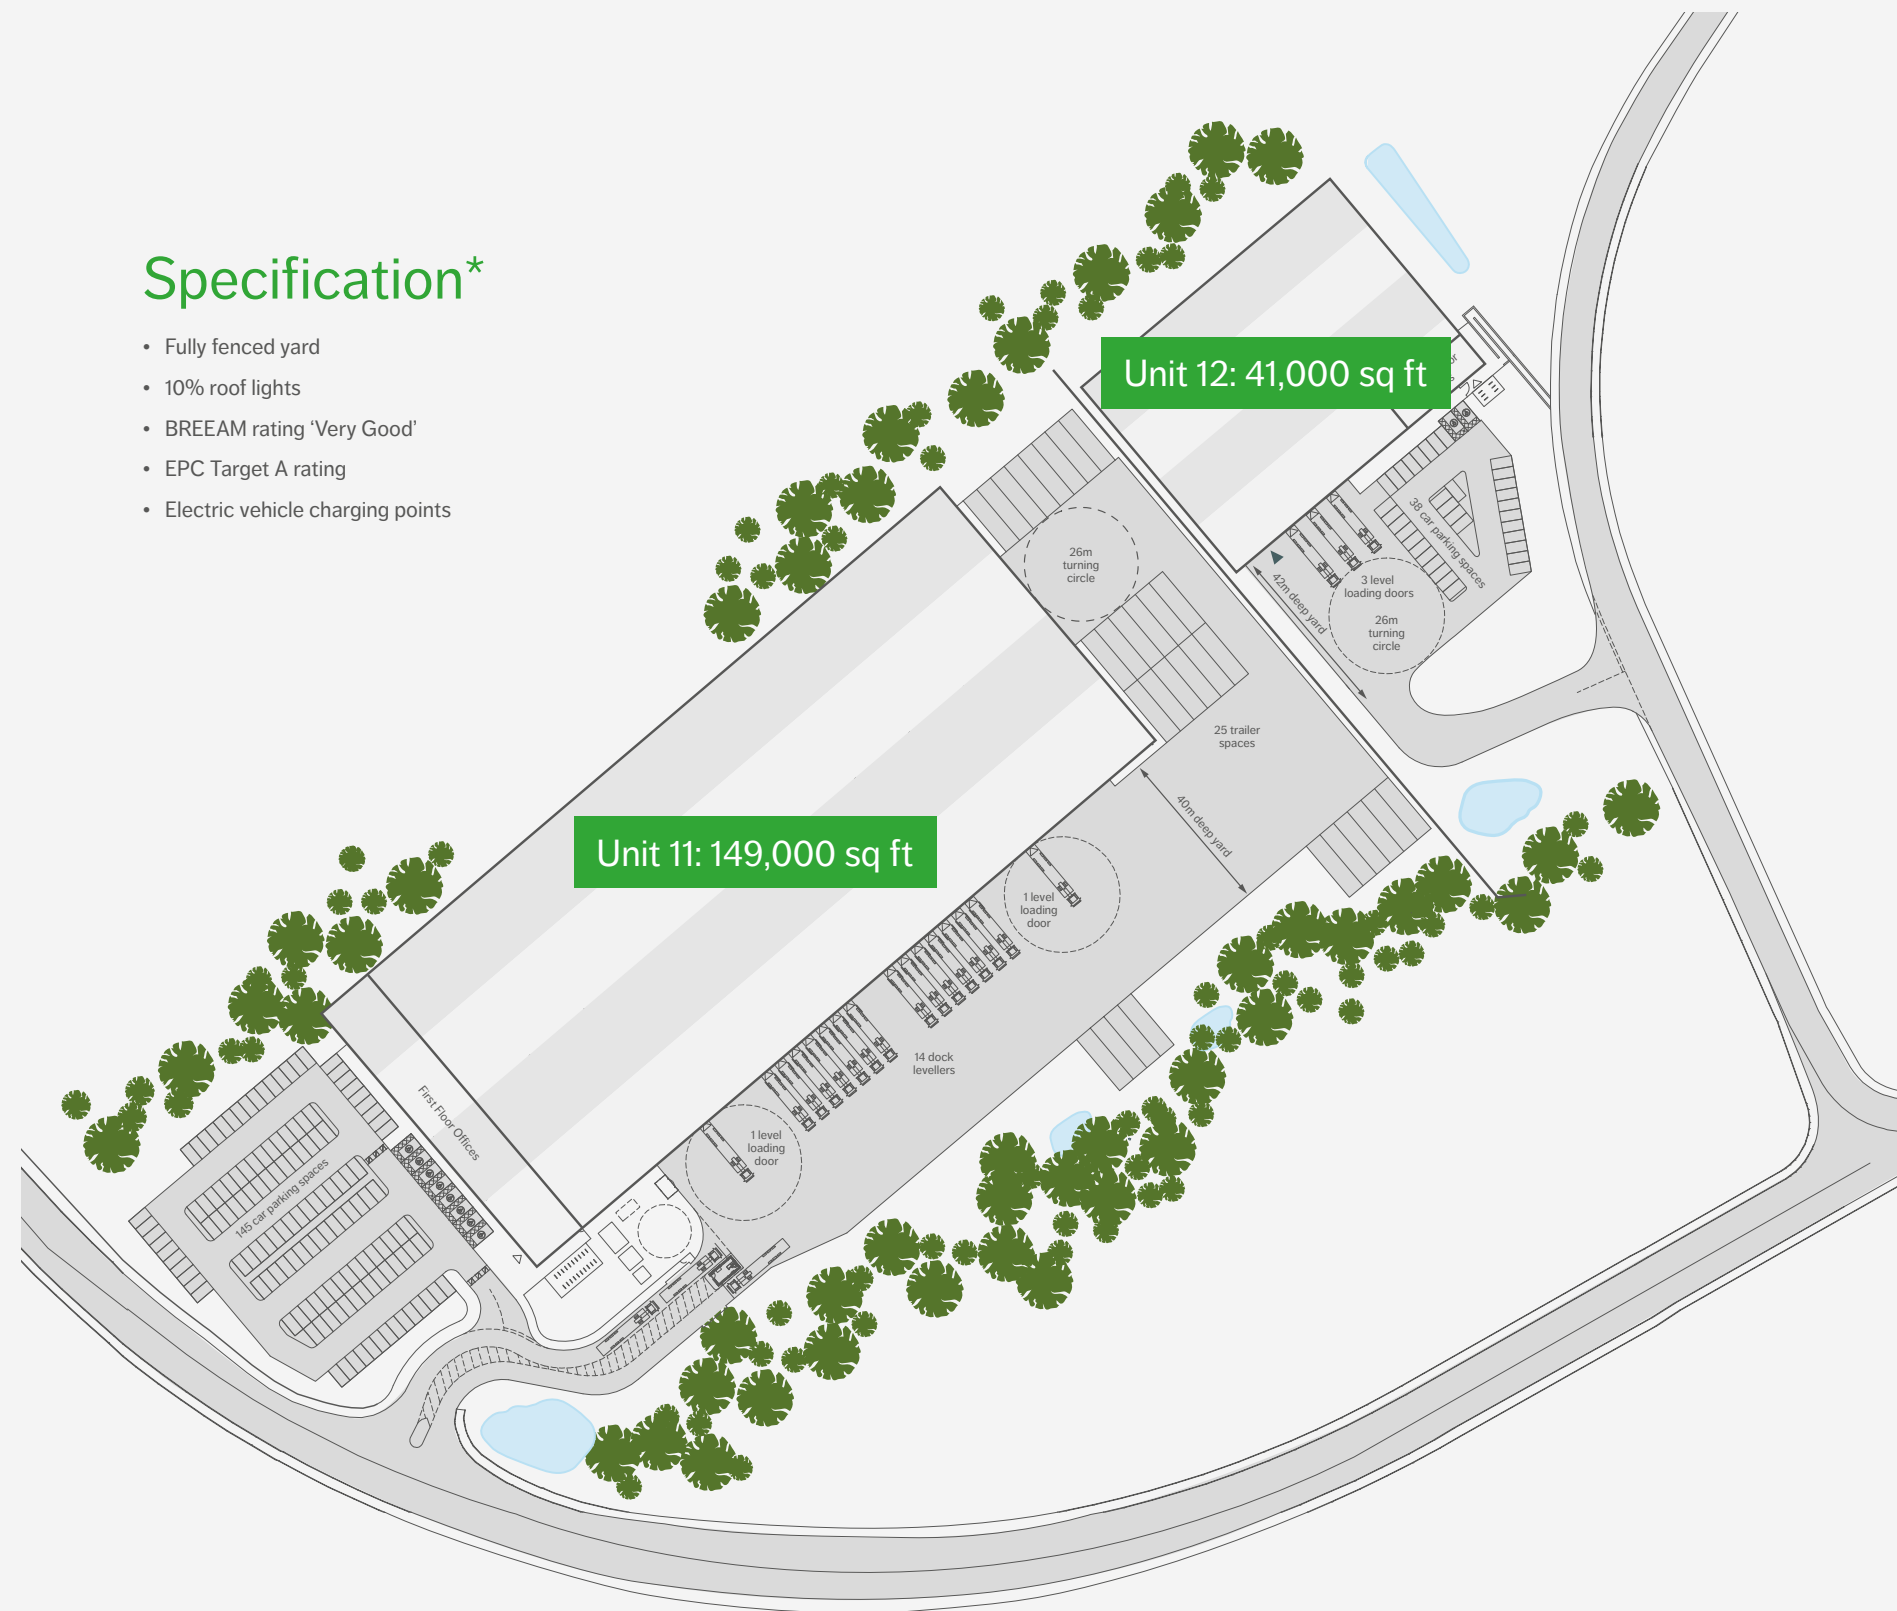 Specification*
• Fully fenced yard
• 10% roof lights
• BREEAM rating ‘Very Good’
• EPC Target A rating
• Electric vehicle charging points
Unit 12: 41,000 sq ft
26m
turning
circle
38 car parking spaces
3 level
loading doors
26m
turning
circle
42m deep yard
25 trailer
spaces
40m deep yard
Unit 11: 149,000 sq ft
1 level
loading
door
14 dock
levellers
First Floor Offices
1 level
loading
door
145 car parking spaces